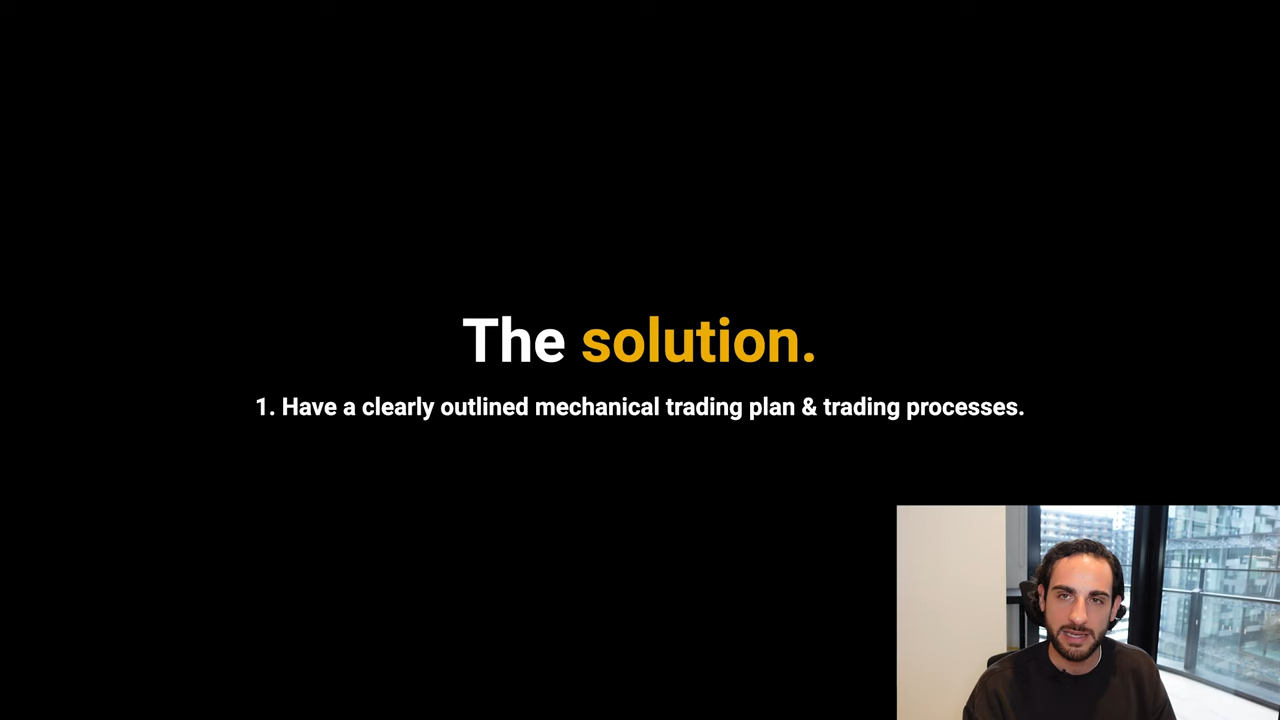 The solution.
1. Have a clearly outlined mechanical trading plan & trading processes.